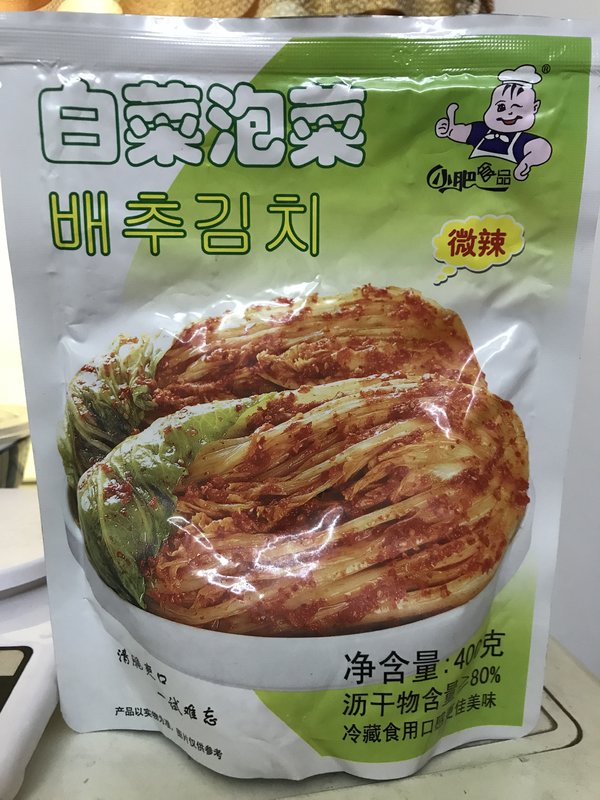 白菜泡菜
배추김치
®
小肥食品
微辣
清脆爽口
一试难忘
产品以实物为准，图片仅供参考
净含量:400克
沥干物含量≥80%
冷藏食用口感更佳美味